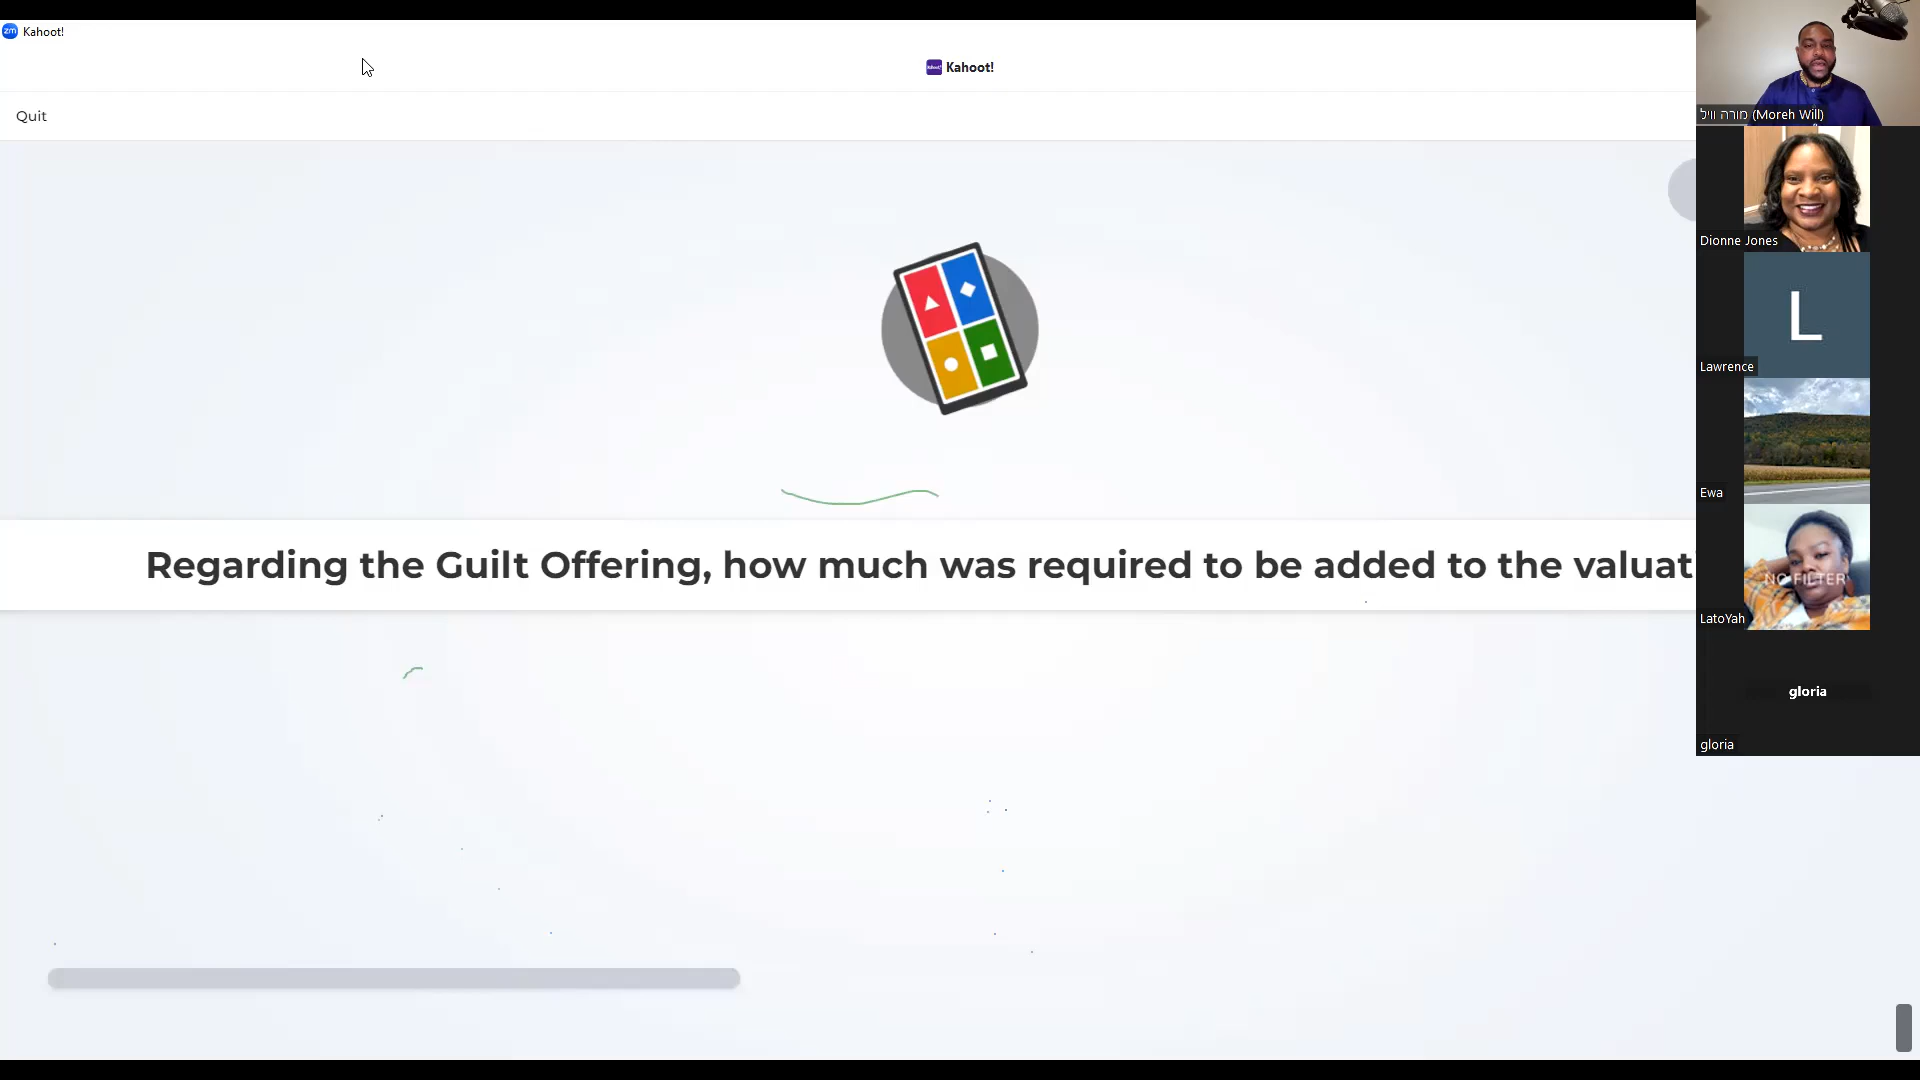 Kahoot!
Kahoot!
Quit
Regarding the Guilt Offering, how much was required to be added to the valuati
מורה וויל (Moreh Will)
Dionne Jones
L
Lawrence
Ewa
NO FILTER
LatoYah
gloria
gloria